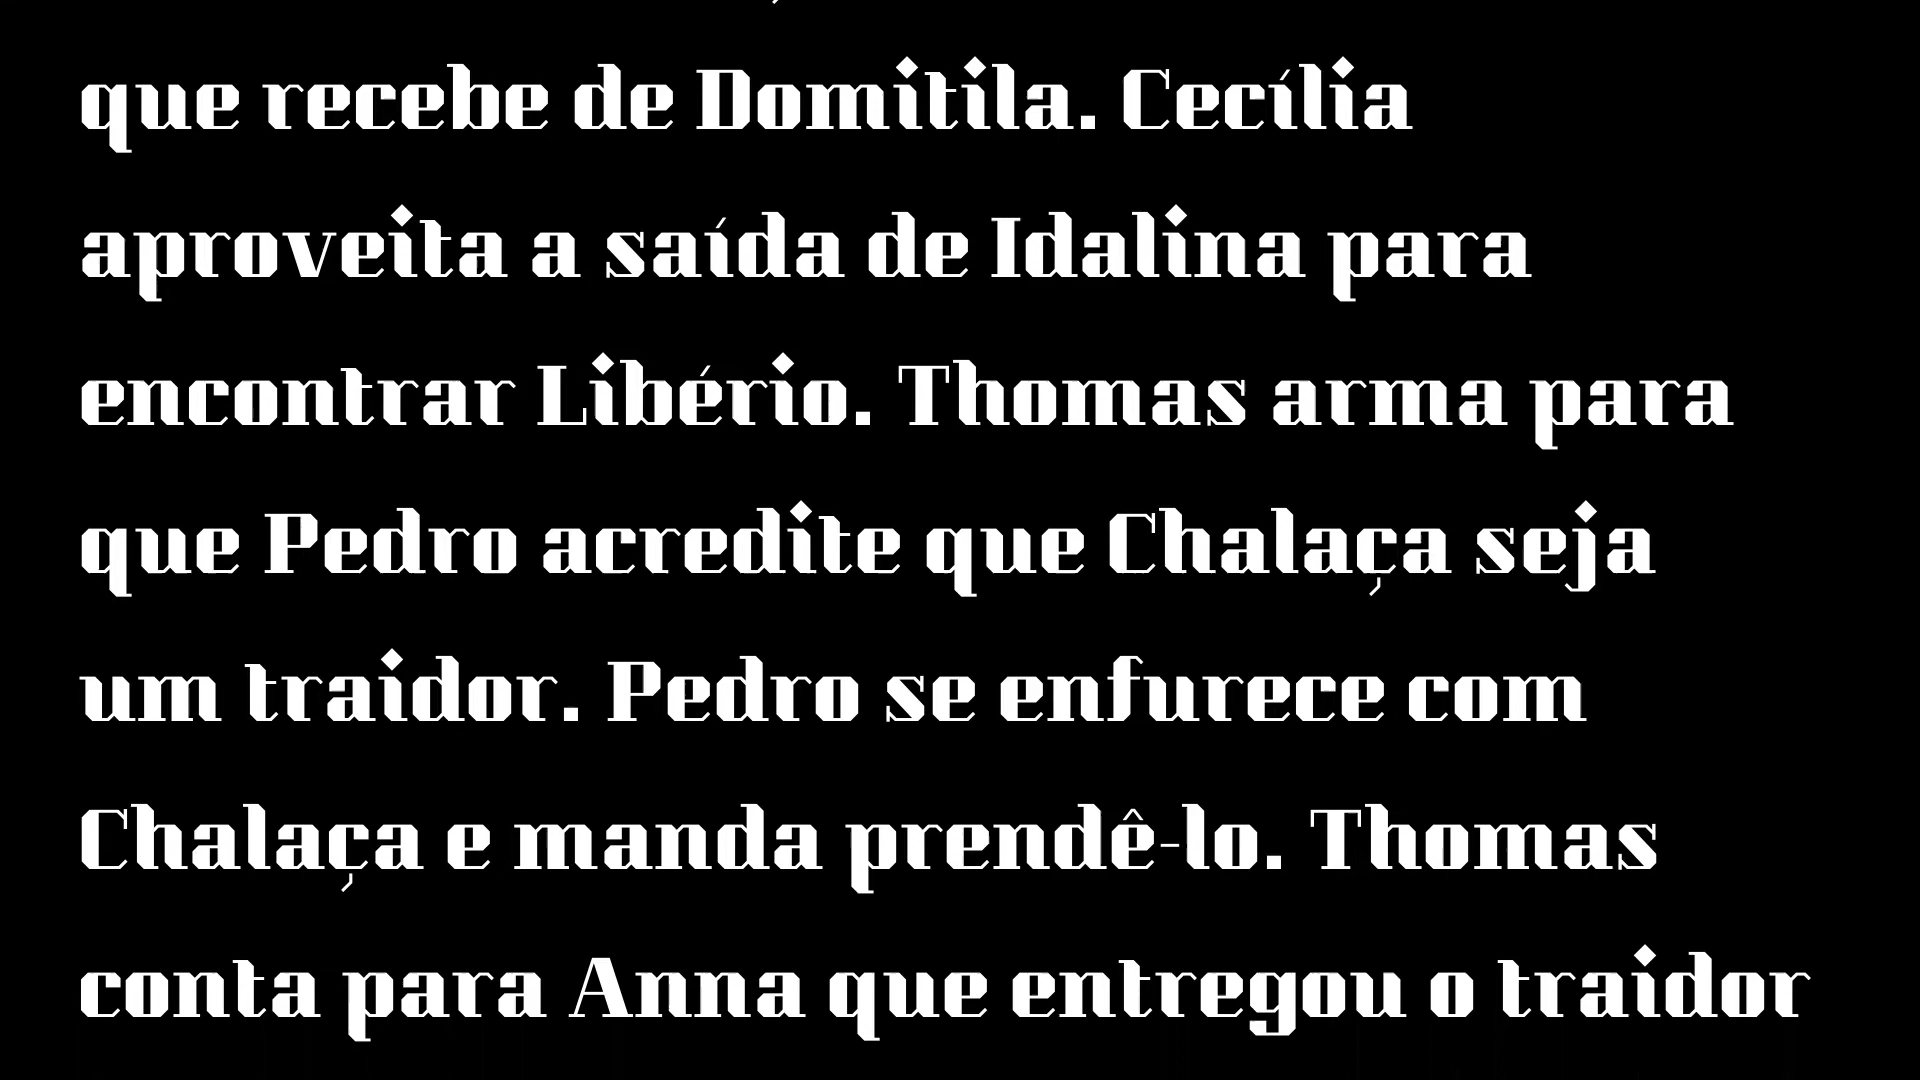 que recebe de Domitila. Cecília
aproveita a saída de Idalina para
encontrar Libério. Thomas arma para
que Pedro acredite que Chalaça seja
um traidor. Pedro se enfurece com
Chalaça e manda prendê-lo. Thomas
conta para Anna que entregou o traidor